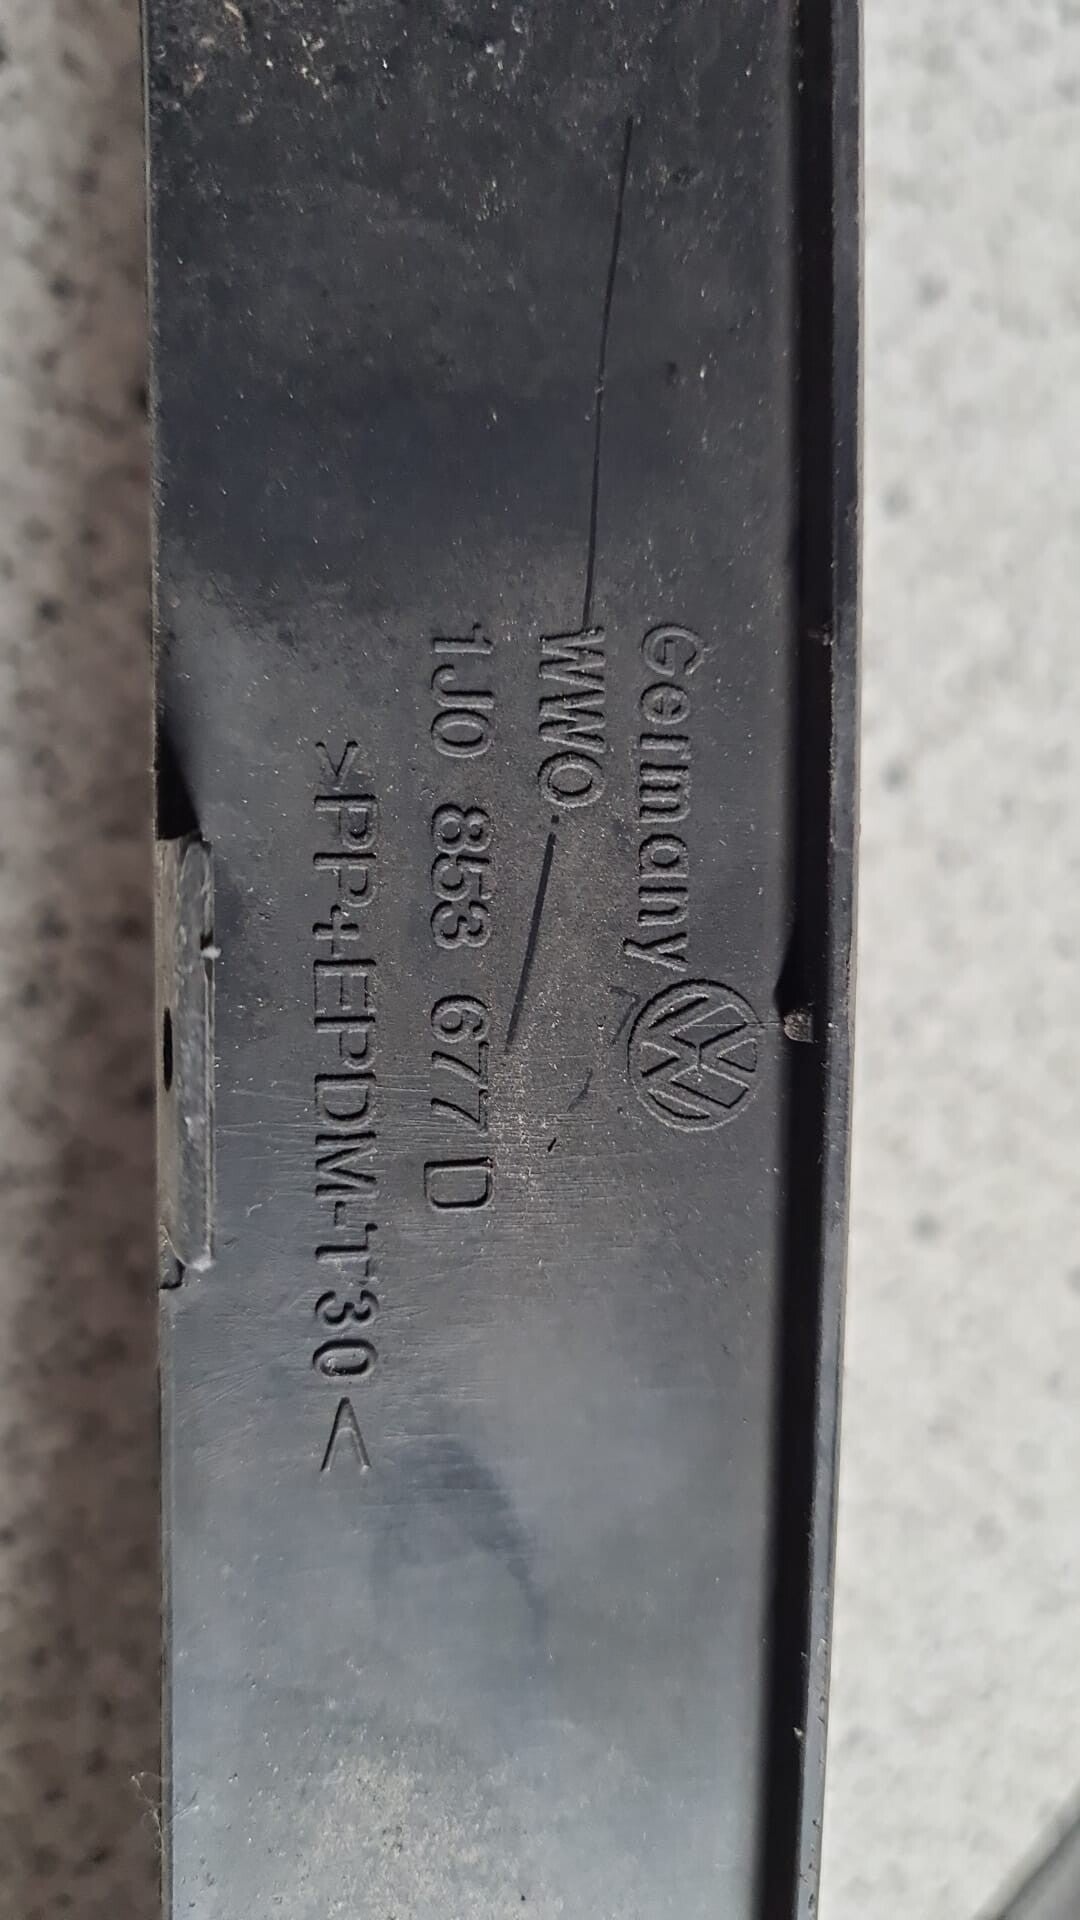 Germany
WWO
1J0 853 677 D
>PP+EPDM-T30<